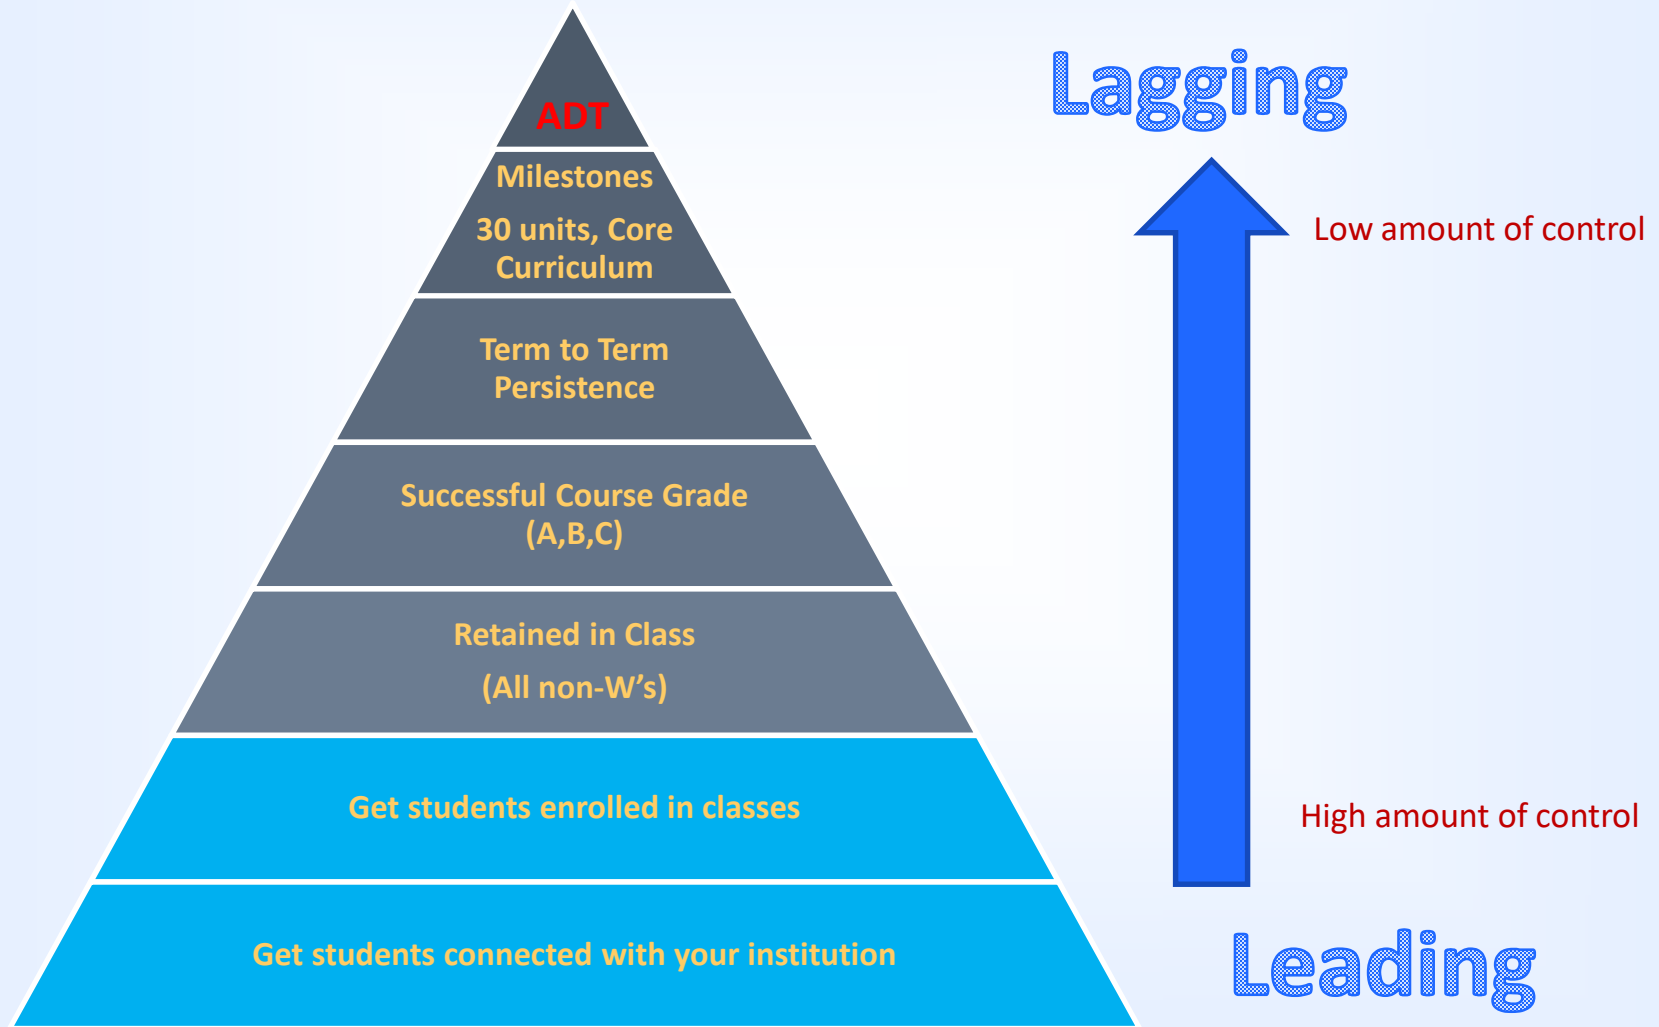 ADT
Milestones
30 units, Core
Curriculum
Term to Term
Persistence
Successful Course Grade
(A,B,C)
Retained in Class
(All non-W’s)
Get students enrolled in classes
Get students connected with your institution
Lagging
Low amount of control
High amount of control
Leading